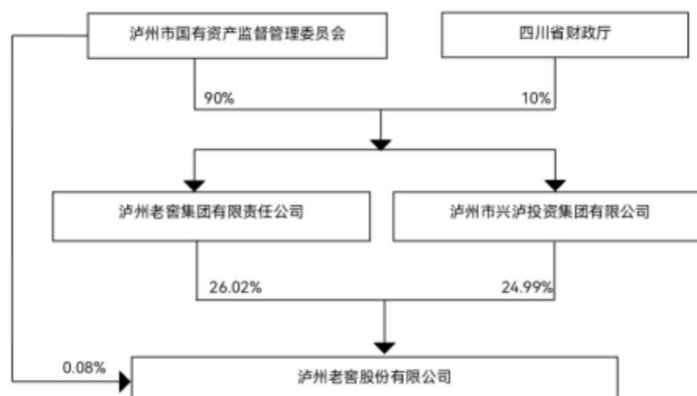 泸州市国有资产监督管理委员会
四川省财政厅
90%
10%
泸州老窖集团有限责任公司
泸州市兴泸投资集团有限公司
26.02%
24.99%
0.08%
泸州老窖股份有限公司